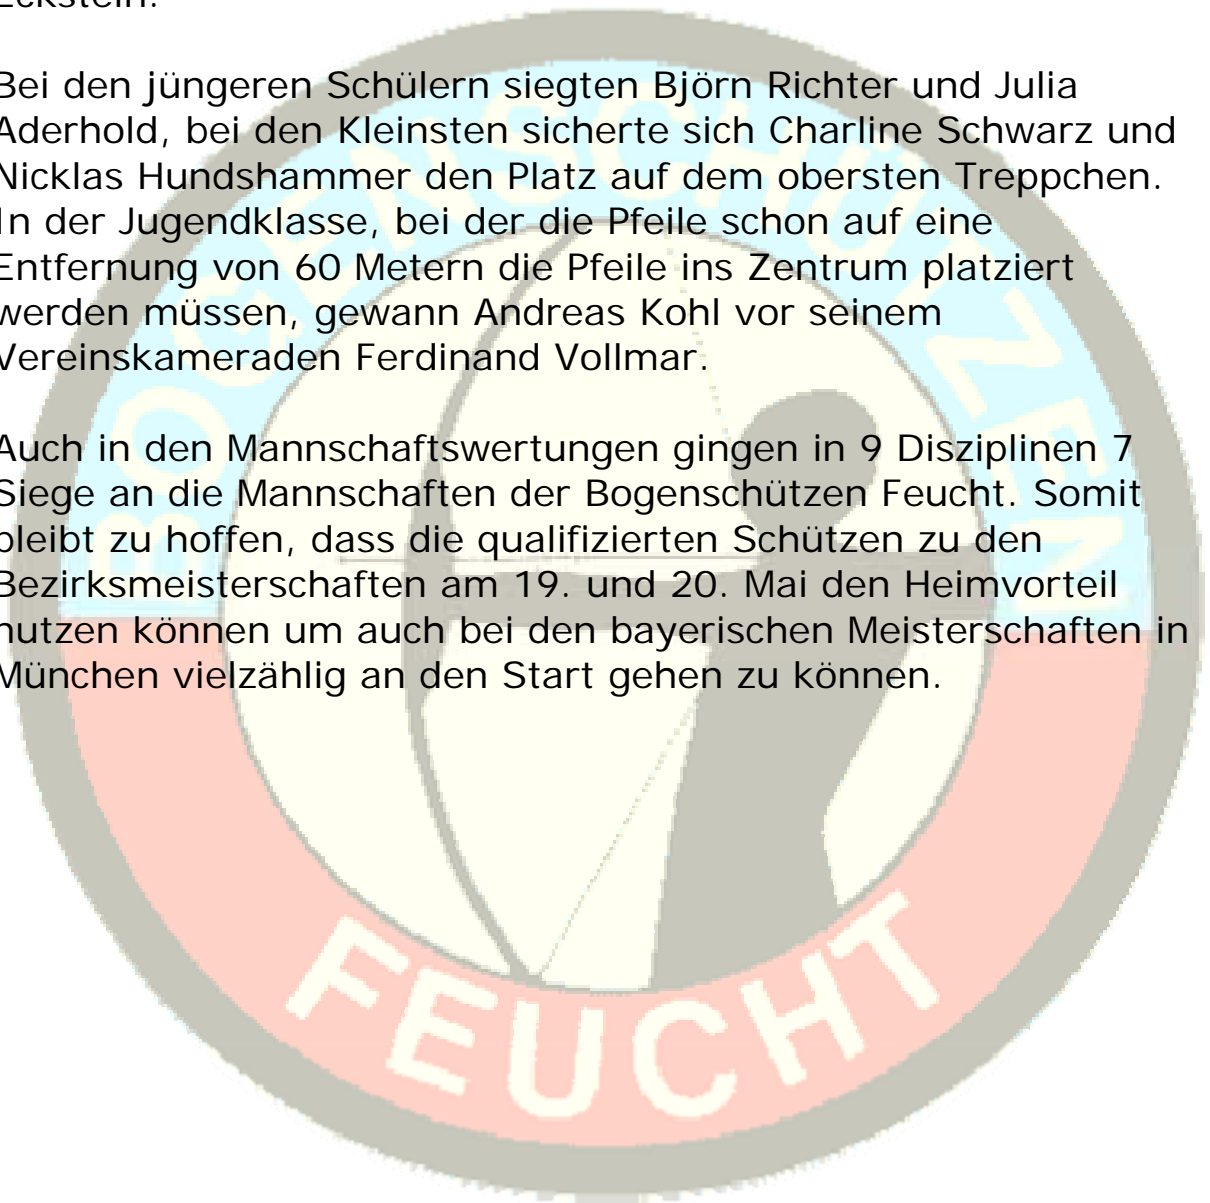 Eckstein.
Bei den jüngeren Schülern siegten Björn Richter und Julia
Aderhold, bei den Kleinsten sicherte sich Charline Schwarz und
Nicklas Hundshammer den Platz auf dem obersten Treppchen.
In der Jugendklasse, bei der die Pfeile schon auf eine
Entfernung von 60 Metern die Pfeile ins Zentrum platziert
werden müssen, gewann Andreas Kohl vor seinem
Vereinskameraden Ferdinand Vollmar.
Auch in den Mannschaftswertungen gingen in 9 Disziplinen 7
Siege an die Mannschaften der Bogenschützen Feucht. Somit
bleibt zu hoffen, dass die qualifizierten Schützen zu den
Bezirksmeisterschaften am 19. und 20. Mai den Heimvorteil
nutzen können um auch bei den bayerischen Meisterschaften in
München vielzählig an den Start gehen zu können.
BOGENSCHÜTZEN
FEUCHT